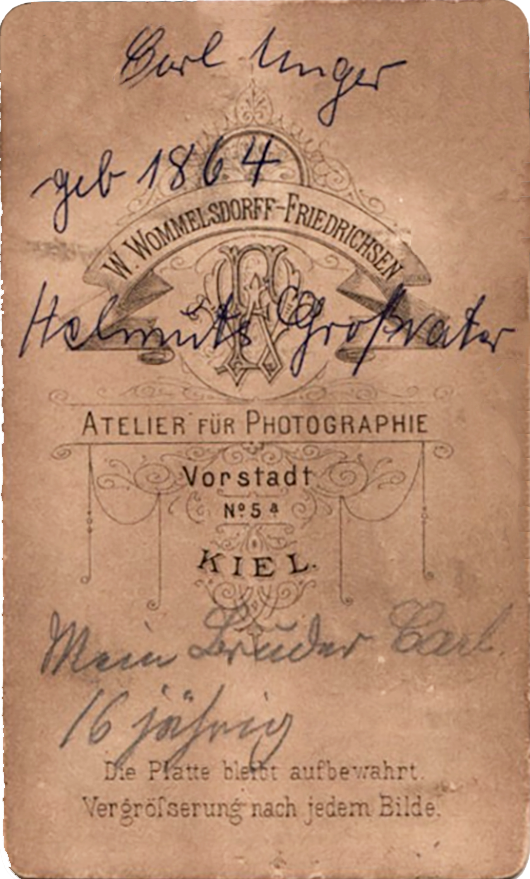 Carl Unger
geb 1864
W. WOMMELSDORFF-FRIEDRICHSEN
Helmuts Großvater
ATELIER FÜR PHOTOGRAPHIE
Vorstadt
No 5 a
KIEL.
Mein Bruder Carl
16 jährig
Die Platte bleibt aufbewahrt.
Vergröſserung nach jedem Bilde.